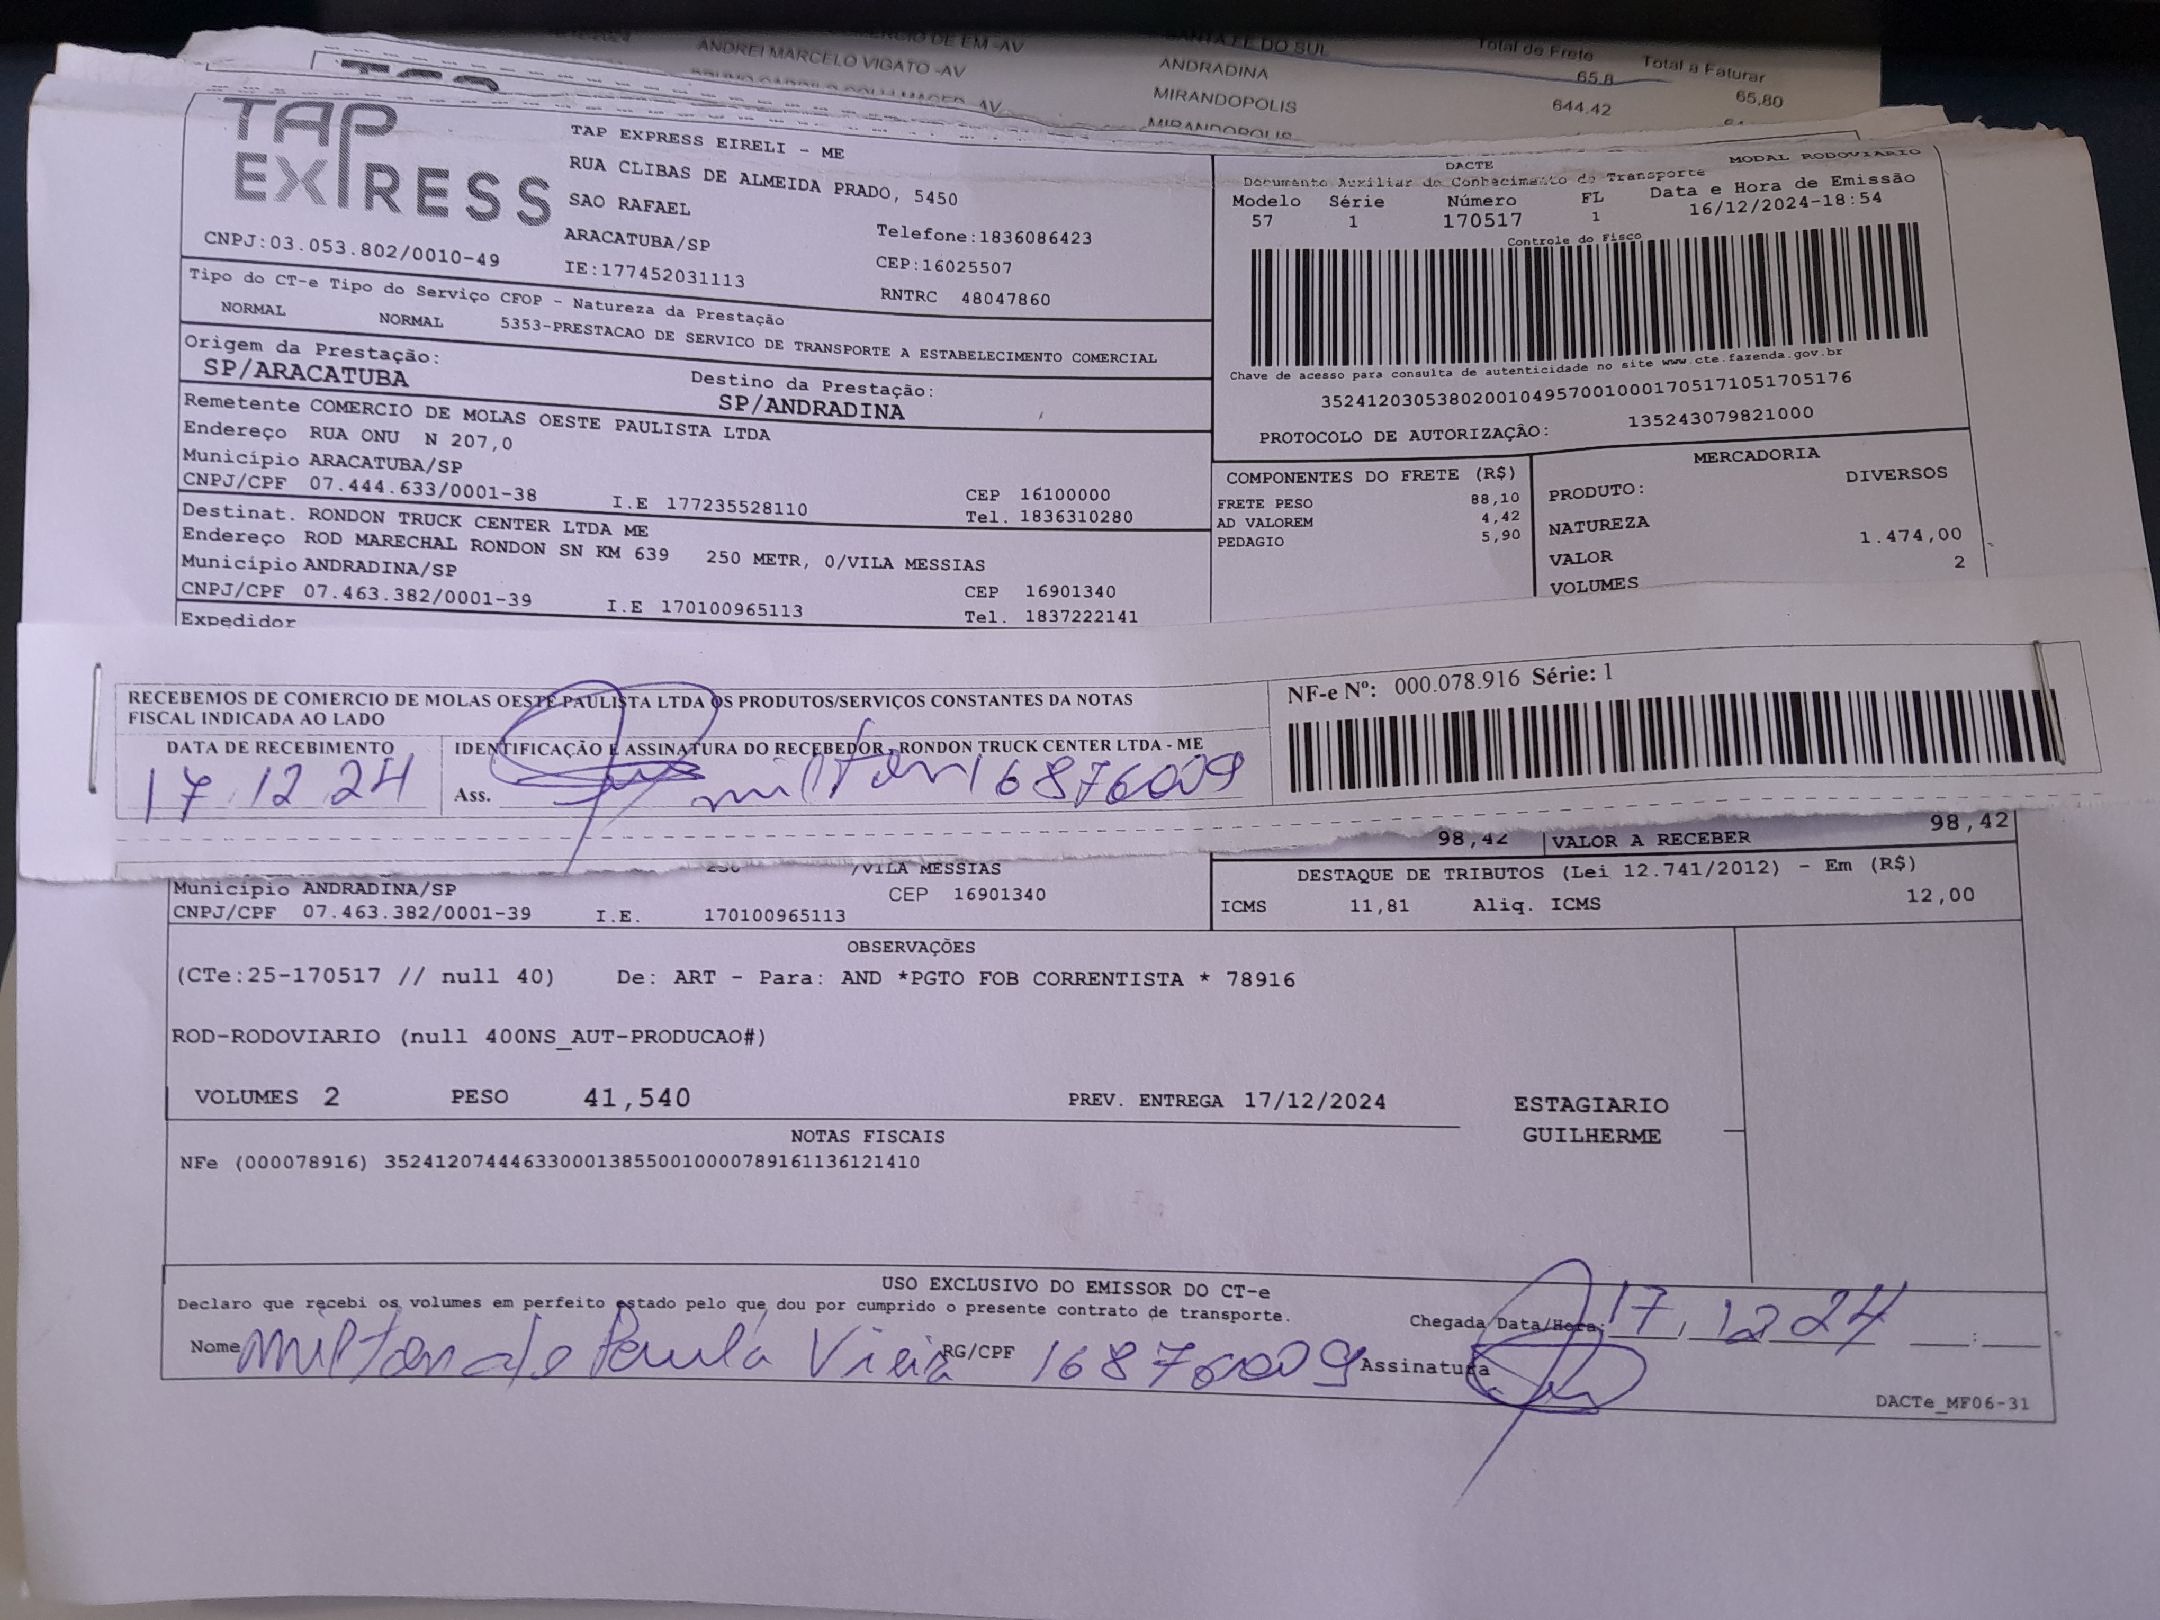 ANDREI MARCELO VIGATO -AV
SANTA FE DO SUL
ANDRADINA
MIRANDOPOLIS
MIRANDOPOLIS
Total do Frete
Total a Faturar
65,8
65,80
644,42
TAP
EXPRESS
CNPJ:03.053.802/0010-49
TAP EXPRESS EIRELI - ME
RUA CLIBAS DE ALMEIDA PRADO, 5450
SAO RAFAEL
ARACATUBA/SP
Telefone:1836086423
IE:177452031113
CEP:16025507
RNTRC 48047860
DACTE
MODAL RODOVIARIO
Documento Auxiliar do Conhecimento de Transporte
Modelo Série Número FL Data e Hora de Emissão
57 1 170517 1 16/12/2024-18:54
Controle do Fisco
Chave de acesso para consulta de autenticidade no site www.cte.fazenda.gov.br
PROTOCOLO DE AUTORIZAÇÃO: 135243079821000
Tipo do CT-e Tipo do Serviço CFOP - Natureza da Prestação
NORMAL NORMAL 5353-PRESTACAO DE SERVICO DE TRANSPORTE A ESTABELECIMENTO COMERCIAL
Origem da Prestação:
SP/ARACATUBA
Destino da Prestação:
SP/ANDRADINA
Remetente COMERCIO DE MOLAS OESTE PAULISTA LTDA
Endereço RUA ONU N 207,0
Município ARACATUBA/SP
CEP 16100000
CNPJ/CPF 07.444.633/0001-38 I.E 177235528110 Tel. 1836310280
Destinat. RONDON TRUCK CENTER LTDA ME
Endereço ROD MARECHAL RONDON SN KM 639 250 METR, 0/VILA MESSIAS
Município ANDRADINA/SP
CEP 16901340
CNPJ/CPF 07.463.382/0001-39 I.E 170100965113 Tel. 1837222141
Expedidor
COMPONENTES DO FRETE (R$)
FRETE PESO 88,10
AD VALOREM 4,42
PEDAGIO 5,90
MERCADORIA
PRODUTO: DIVERSOS
NATUREZA
VALOR 1.474,00
VOLUMES 2
RECEBEMOS DE COMERCIO DE MOLAS OESTE PAULISTA LTDA OS PRODUTOS/SERVIÇOS CONSTANTES DA NOTAS
FISCAL INDICADA AO LADO
DATA DE RECEBIMENTO
17 12 24
IDENTIFICAÇÃO E ASSINATURA DO RECEBEDOR, RONDON TRUCK CENTER LTDA - ME
Ass. milton 16876009
NF-e Nº: 000.078.916 Série: 1
98,42 VALOR A RECEBER 98,42
/VILA MESSIAS
Município ANDRADINA/SP CEP 16901340
CNPJ/CPF 07.463.382/0001-39 I.E. 170100965113
DESTAQUE DE TRIBUTOS (Lei 12.741/2012) - Em (R$)
ICMS 11,81 Aliq. ICMS 12,00
OBSERVAÇÕES
(CTe:25-170517 // null 40) De: ART - Para: AND *PGTO FOB CORRENTISTA * 78916
ROD-RODOVIARIO (null 400NS_AUT-PRODUCAO#)
VOLUMES 2 PESO 41,540 PREV. ENTREGA 17/12/2024
ESTAGIARIO
GUILHERME
NOTAS FISCAIS
NFe (000078916) 35241207444633000138550010000789161136121410
USO EXCLUSIVO DO EMISSOR DO CT-e
Declaro que recebi os volumes em perfeito estado pelo que dou por cumprido o presente contrato de transporte.
Chegada Data/Hora: 17, 12 24 :
Nome milton de Paula Vieira RG/CPF 16876009 Assinatura
DACTe_MF06-31